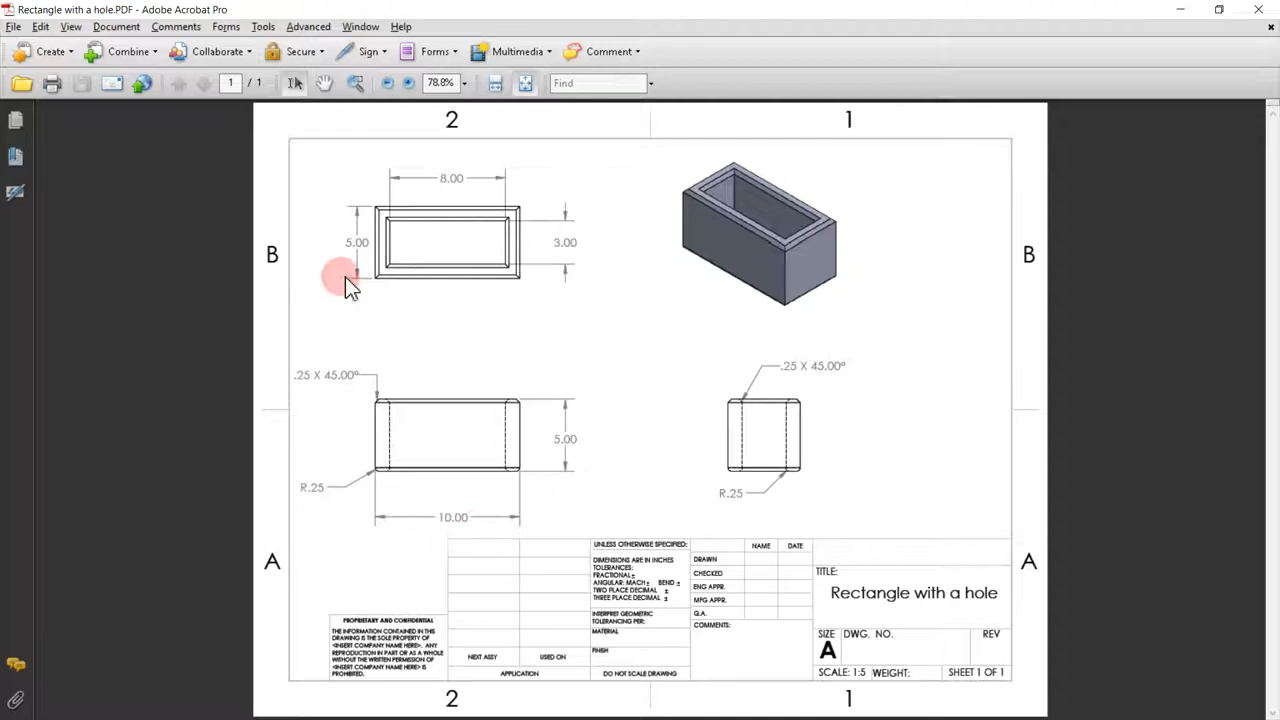 Rectangle with a hole.PDF - Adobe Acrobat Pro
File Edit View Document Comments Forms Tools Advanced Window Help
Create Combine Collaborate Secure Sign Forms Multimedia Comment
1 / 1 78.8% Find
2 1
8.00
5.00 3.00
B B
.25 X 45.00°
.25 X 45.00°
5.00
R.25
R.25
10.00
A A
UNLESS OTHERWISE SPECIFIED:
DIMENSIONS ARE IN INCHES
TOLERANCES:
FRACTIONAL±
ANGULAR: MACH± BEND ±
TWO PLACE DECIMAL ±
THREE PLACE DECIMAL ±
INTERPRET GEOMETRIC
TOLERANCING PER:
MATERIAL
FINISH
DO NOT SCALE DRAWING
NAME DATE
DRAWN
CHECKED
ENG APPR.
MFG APPR.
Q.A.
COMMENTS:
TITLE:
Rectangle with a hole
SIZE DWG. NO. REV
A
SCALE: 1:5 WEIGHT: SHEET 1 OF 1
PROPRIETARY AND CONFIDENTIAL
THE INFORMATION CONTAINED IN THIS
DRAWING IS THE SOLE PROPERTY OF
<INSERT COMPANY NAME HERE>. ANY
REPRODUCTION IN PART OR AS A WHOLE
WITHOUT THE WRITTEN PERMISSION OF
<INSERT COMPANY NAME HERE> IS
PROHIBITED.
NEXT ASSY USED ON
APPLICATION
2 1